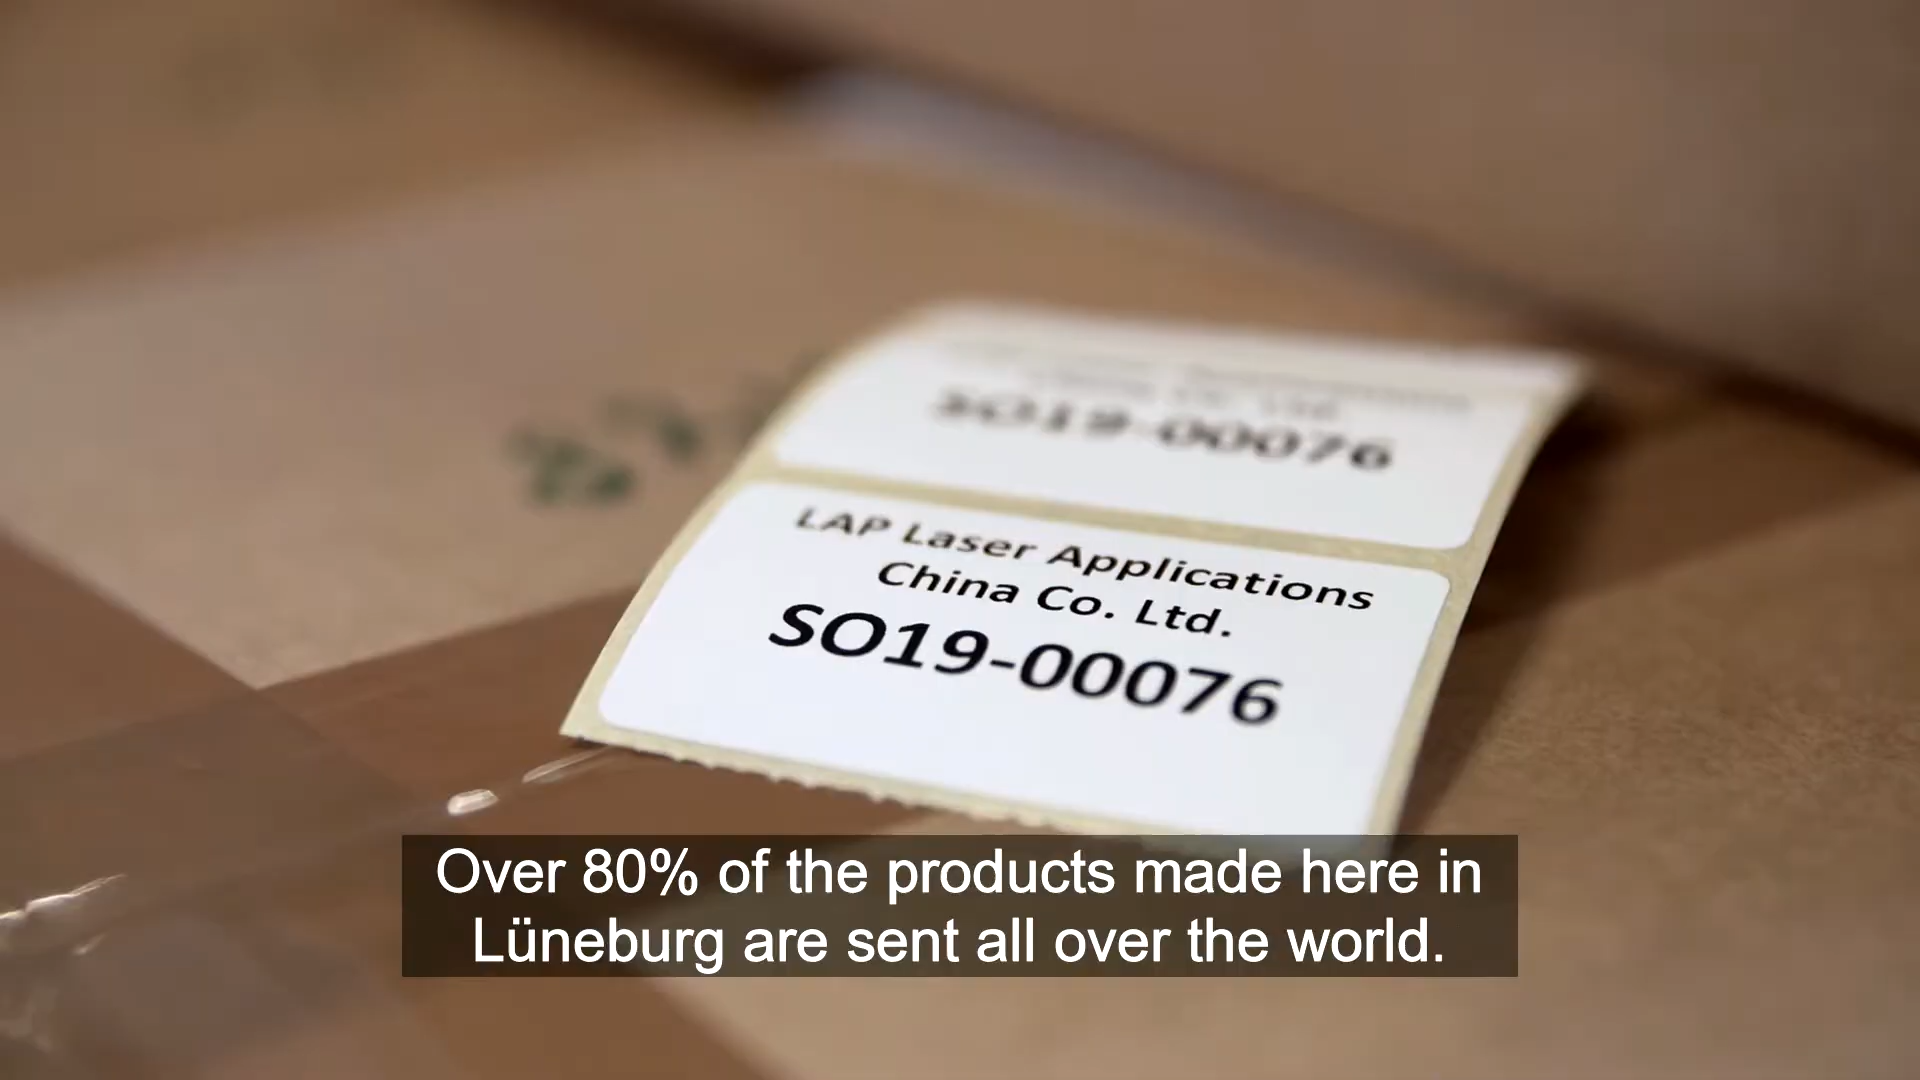 SO19-00076
LAP Laser Applications
China Co. Ltd.
SO19-00076
Over 80% of the products made here in
Lüneburg are sent all over the world.